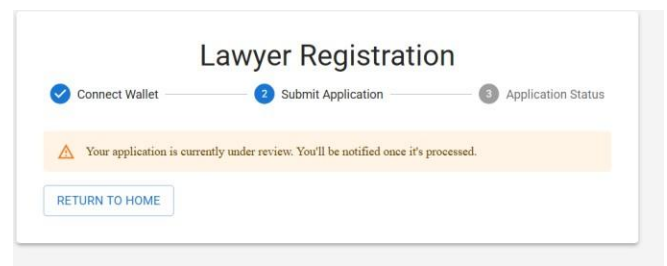 Lawyer Registration
Connect Wallet 2 Submit Application 3 Application Status
Your application is currently under review. You'll be notified once it's processed.
RETURN TO HOME